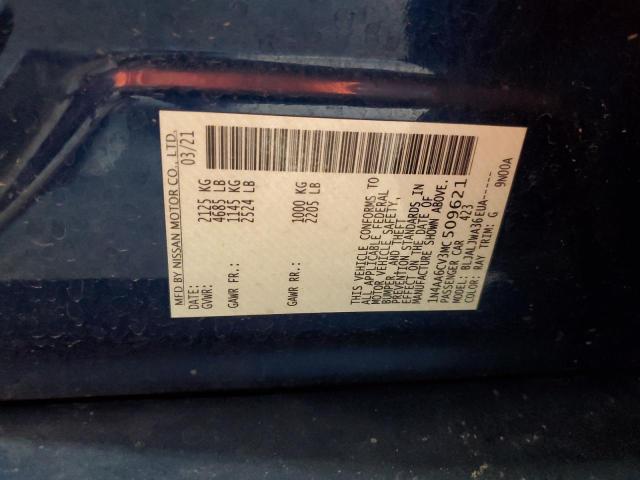 MFD BY NISSAN MOTOR CO., LTD.
03/21
GVWR: 2125 KG
4685 LB
GAWR FR.: 1145 KG
2524 LB
GAWR RR.: 1000 KG
2205 LB
THIS VEHICLE CONFORMS TO
ALL APPLICABLE FEDERAL
MOTOR VEHICLE SAFETY,
BUMPER, AND THEFT
PREVENTION STANDARDS IN
EFFECT ON THE DATE OF
MANUFACTURE SHOWN ABOVE.
1N4AA6CV3MC509621
PASSENGER CAR 423
MODEL: BLJALJWA36EUA-----
COLOR: RAY TRIM: G 9N00A